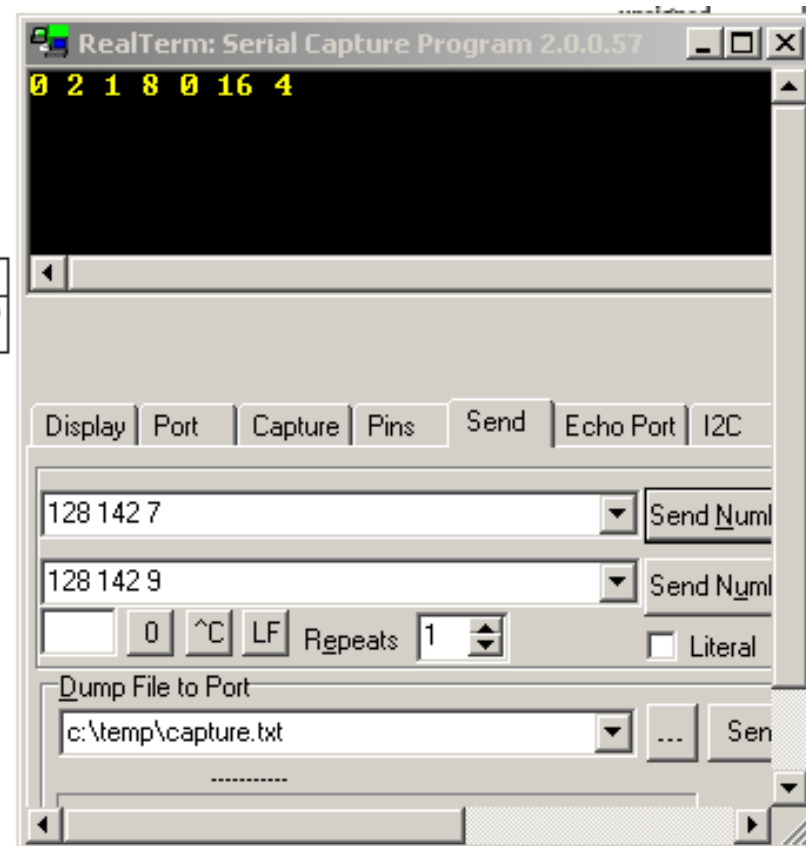 RealTerm: Serial Capture Program 2.0.0.57
0 2 1 8 0 16 4
Display Port Capture Pins Send Echo Port I2C
128 142 7 Send Numl
128 142 9 Send Numl
0 ^C LF Repeats 1 Literal
Dump File to Port
c:\temp\capture.txt ... Sen